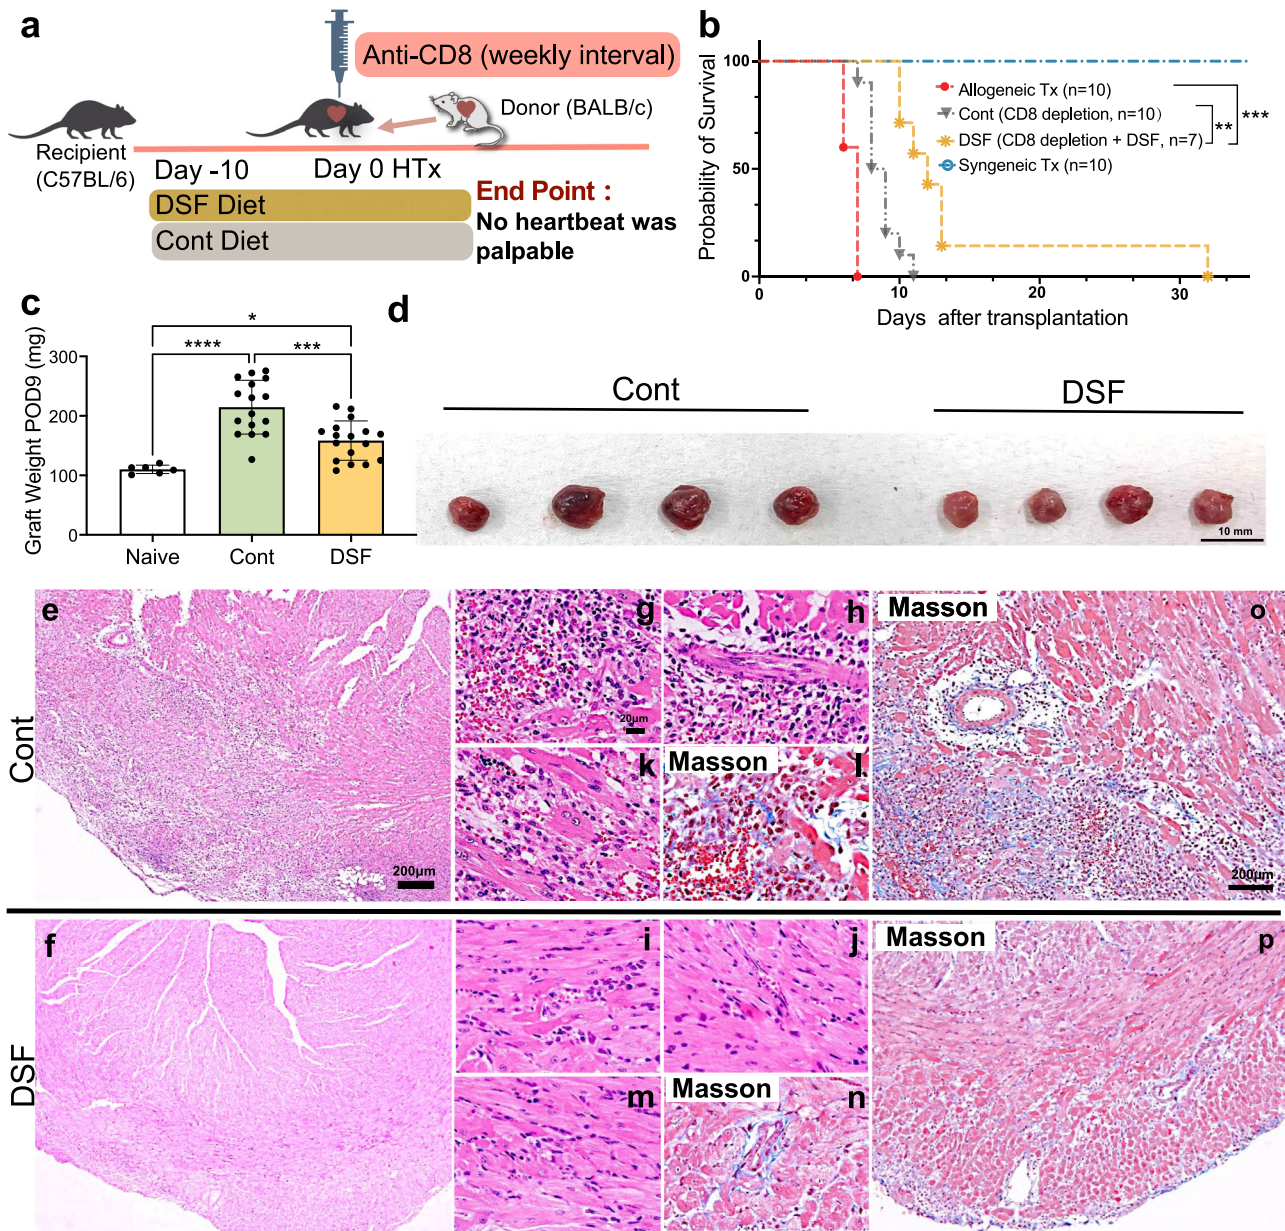 a
Anti-CD8 (weekly interval)
Donor (BALB/c)
Recipient
(C57BL/6)
Day -10
Day 0 HTx
DSF Diet
Cont Diet
End Point :
No heartbeat was
palpable
b
Probability of Survival
100
50
0
0
10
20
30
Days after transplantation
Allogeneic Tx (n=10)
Cont (CD8 depletion, n=10)
DSF (CD8 depletion + DSF, n=7)
Syngeneic Tx (n=10)
**
***
c
Graft Weight POD9 (mg)
300
200
100
0
*
****
***
Naive
Cont
DSF
d
Cont
DSF
10 mm
Cont
e
200μm
g
20μm
h
k
Masson
l
Masson
o
200μm
DSF
f
i
j
m
Masson
n
Masson
p